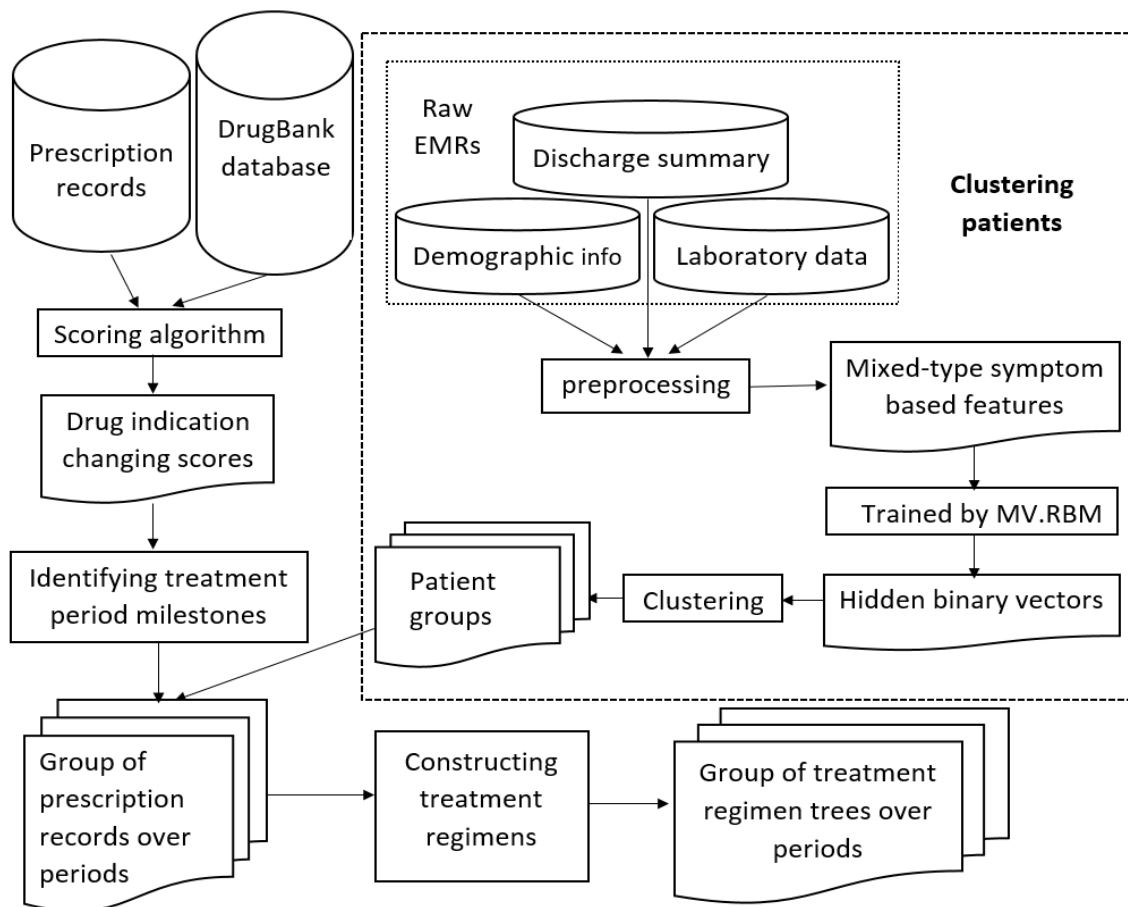 Prescription
records
DrugBank
database
Raw
EMRs
Discharge summary
Demographic info
Laboratory data
Clustering
patients
Scoring algorithm
preprocessing
Mixed-type symptom
based features
Drug indication
changing scores
Trained by MV.RBM
Identifying treatment
period milestones
Patient
groups
Clustering
Hidden binary vectors
Group of
prescription
records over
periods
Constructing
treatment
regimens
Group of treatment
regimen trees over
periods